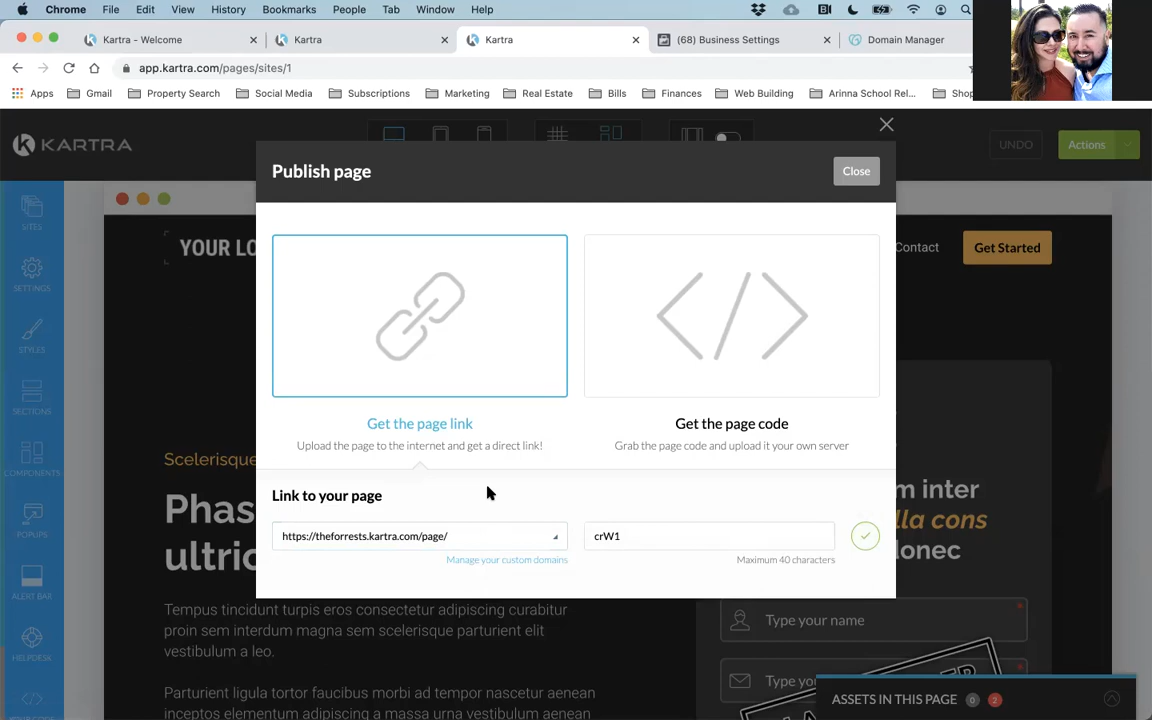 Chrome File Edit View History Bookmarks People Tab Window Help
Kartra - Welcome
Kartra
Kartra
(68) Business Settings
Domain Manager
app.kartra.com/pages/sites/1
Apps Gmail Property Search Social Media Subscriptions Marketing Real Estate Bills Finances Web Building Arinna School Rel... Shop
KARTRA
UNDO
Actions
Publish page
Close
SITES
SETTINGS
STYLES
SECTIONS
COMPONENTS
POPUPS
ALERT BAR
HELPDESK
YOUR LO
Contact
Get Started
Get the page link
Upload the page to the internet and get a direct link!
Get the page code
Grab the page code and upload it your own server
Scelerisque
Phas
ultric
m inter
lla cons
donec
Link to your page
https://theforrests.kartra.com/page/
crW1
Manage your custom domains
Maximum 40 characters
Tempus tincidunt turpis eros consectetur adipiscing curabitur
proin sem interdum magna sem scelerisque parturient elit
vestibulum a leo.
Parturient ligula tortor faucibus morbi ad tempor nascetur aenean
inceptos elementum adipiscing a massa urna vestibulum
Type your name
Type yo
ASSETS IN THIS PAGE 0 2